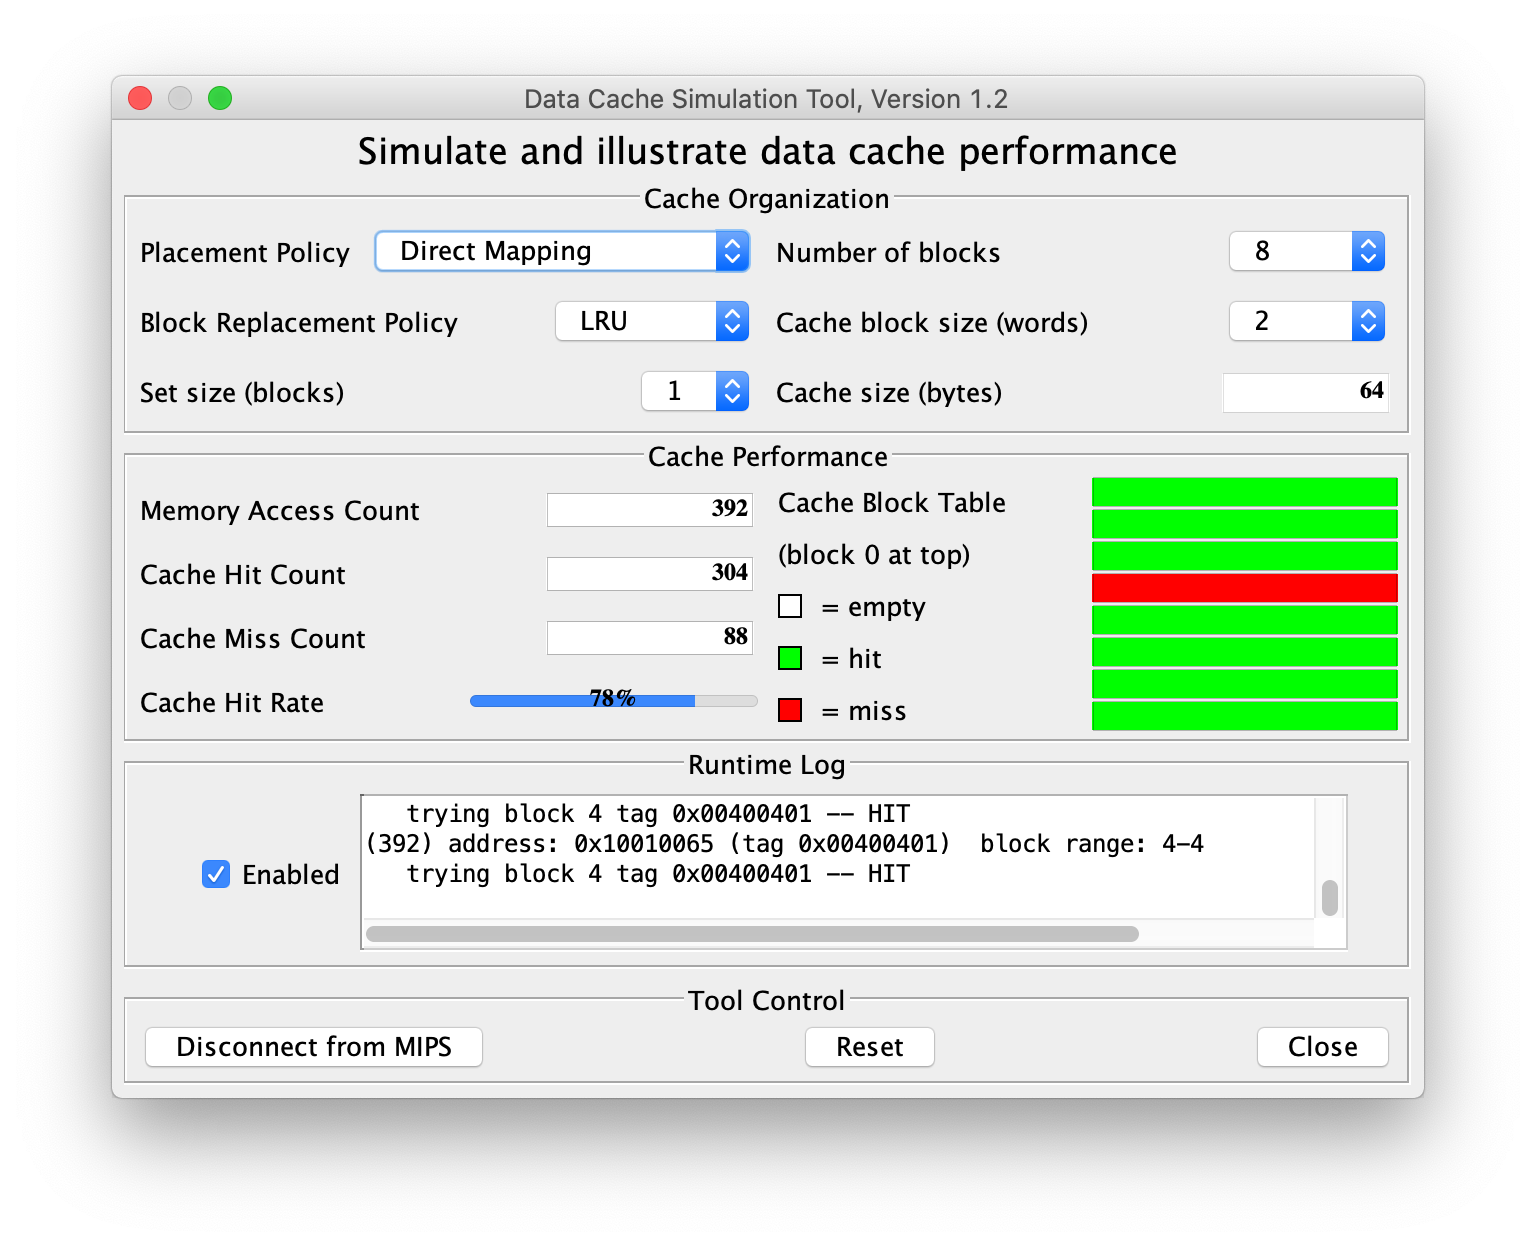 Data Cache Simulation Tool, Version 1.2
Simulate and illustrate data cache performance
Cache Organization
Placement Policy Direct Mapping Number of blocks 8
Block Replacement Policy LRU Cache block size (words) 2
Set size (blocks) 1 Cache size (bytes) 64
Cache Performance
Memory Access Count 392
Cache Hit Count 304
Cache Miss Count 88
Cache Hit Rate 78%
Cache Block Table
(block 0 at top)
= empty
= hit
= miss
Runtime Log
Enabled
trying block 4 tag 0x00400401 -- HIT
(392) address: 0x10010065 (tag 0x00400401)  block range: 4-4
trying block 4 tag 0x00400401 -- HIT
Tool Control
Disconnect from MIPS Reset Close